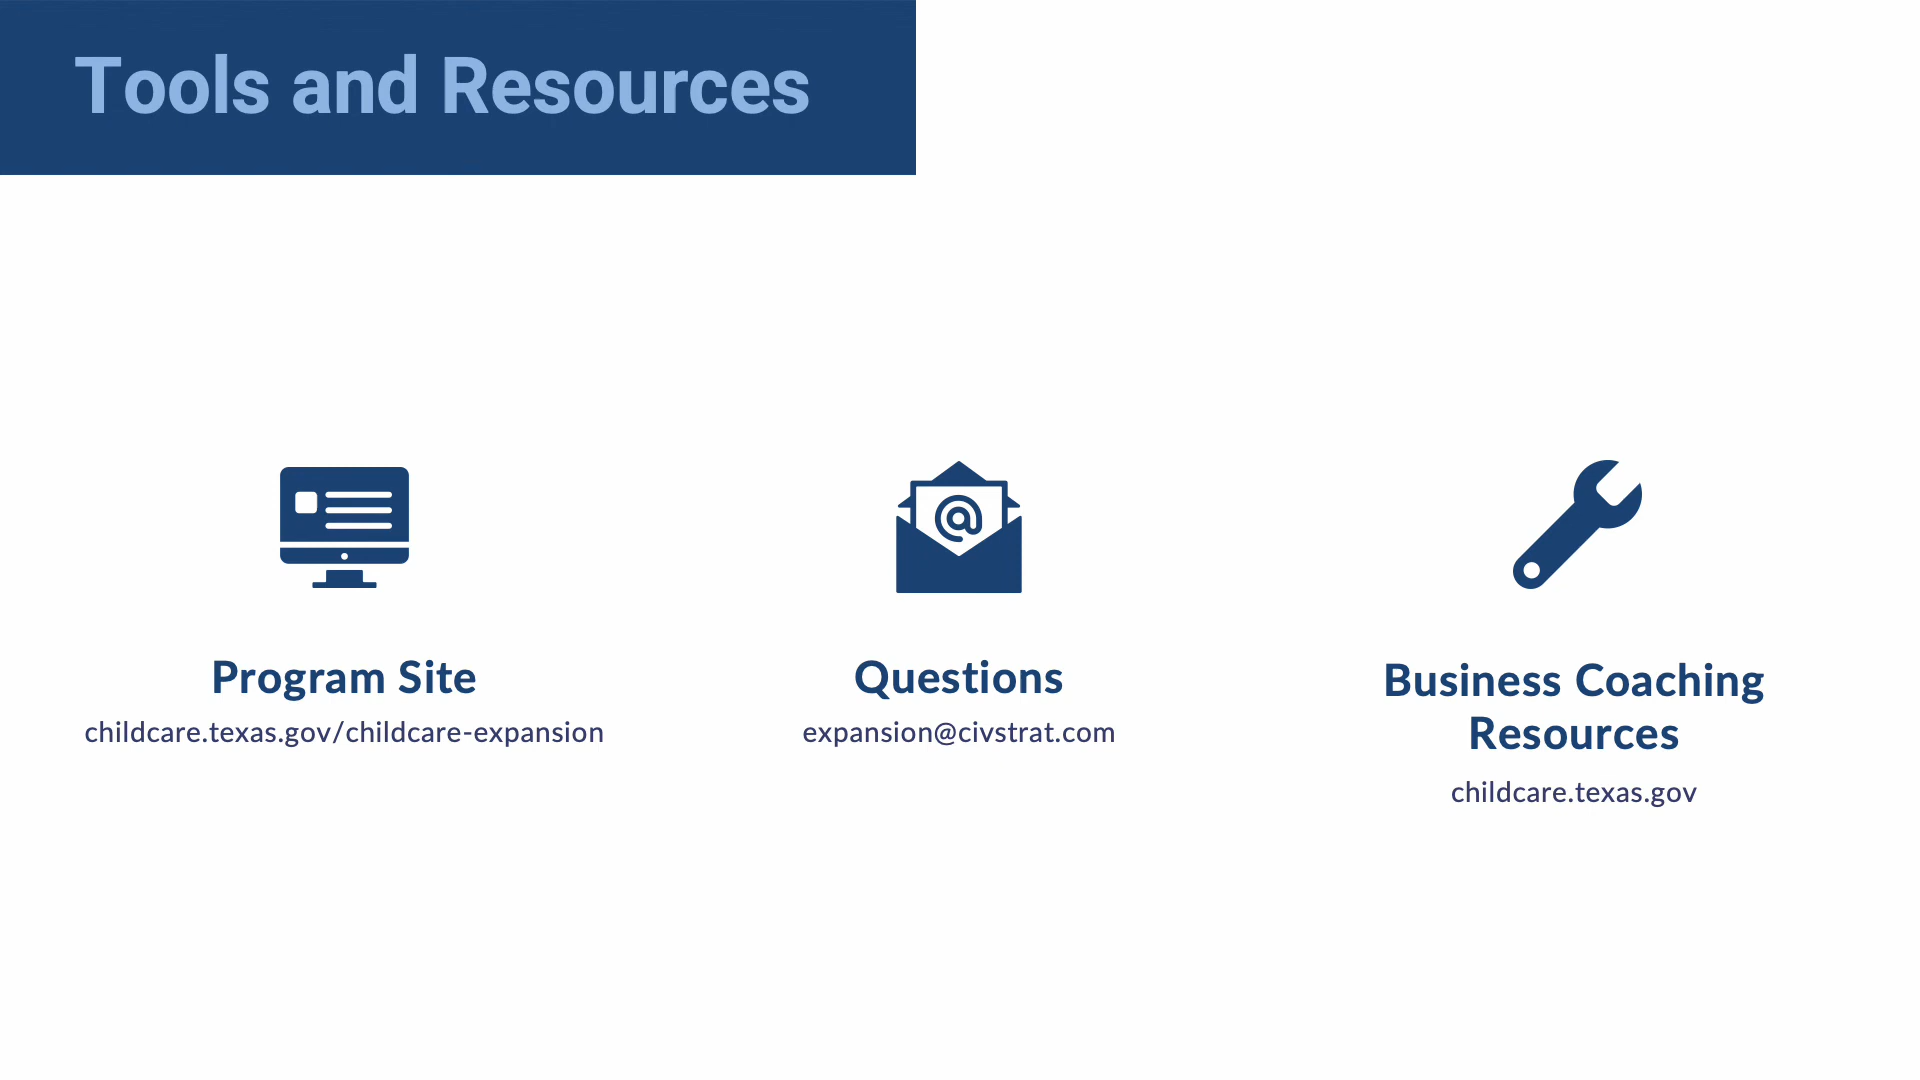 Tools and Resources
Program Site
childcare.texas.gov/childcare-expansion
Questions
expansion@civstrat.com
Business Coaching
Resources
childcare.texas.gov